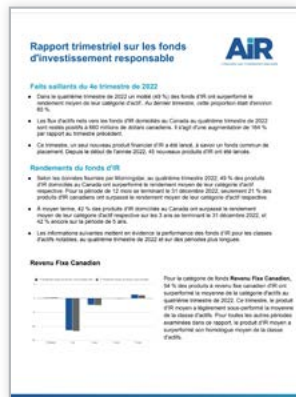 Rapport trimestriel sur les fonds
d'investissement responsable
AiR
Faits saillants du 4e trimestre de 2022
Dans le quatrième trimestre de 2022 un moitié (49 %) des fonds d'IR ont surperformé le
rendement moyen de leur catégorie d'actif. Au dernier trimestre, cette proportion était d'environ
60 %.
Les flux d'actifs nets vers les fonds d'IR domiciliés au Canada au quatrième trimestre de 2022
sont restés positifs à 660 millions de dollars canadiens. Il s'agit d'une augmentation de 164 %
par rapport au trimestre précédent.
Ce trimestre, un seul nouveau produit financier d'IR a été lancé, à savoir un fonds commun de
placement. Depuis le début de l'année 2022, 45 nouveaux produits d'IR ont été lancés.
Rendements du fonds d'IR
Selon les données fournies par Morningstar, au quatrième trimestre de 2022, 49 % des produits
d'IR domiciliés au Canada ont surperformé le rendement moyen de leur catégorie d'actif
respective. Pour la période de 12 mois se terminant le 31 décembre 2022, seulement 21 % des
produits d'IR canadiens ont surpassé le rendement moyen de leur catégorie d'actif respective.
À moyen terme, 42 % des produits d'IR domiciliés au Canada ont surpassé le rendement
moyen de leur catégorie d'actif respective sur les 3 ans se terminant le 31 décembre 2022, et
42 % encore sur la période de 5 ans.
Les informations suivantes mettent en évidence la performance des fonds d'IR pour les classes
d'actifs notables, au quatrième trimestre de 2022 et sur des périodes plus longues.
Revenu Fixe Canadien
Pour la catégorie de fonds Revenu Fixe Canadien,
54 % des produits à revenu fixe canadien d'IR ont
surperformé la moyenne de la catégorie d'actifs au
quatrième trimestre de 2022. Ce trimestre, le produit
d'IR moyen a légèrement sous-performé la moyenne
de la classe d'actifs. Pour toutes les autres périodes
examinées dans ce rapport, le produit d'IR moyen a
surperformé son homologue moyen de la classe
d'actifs.